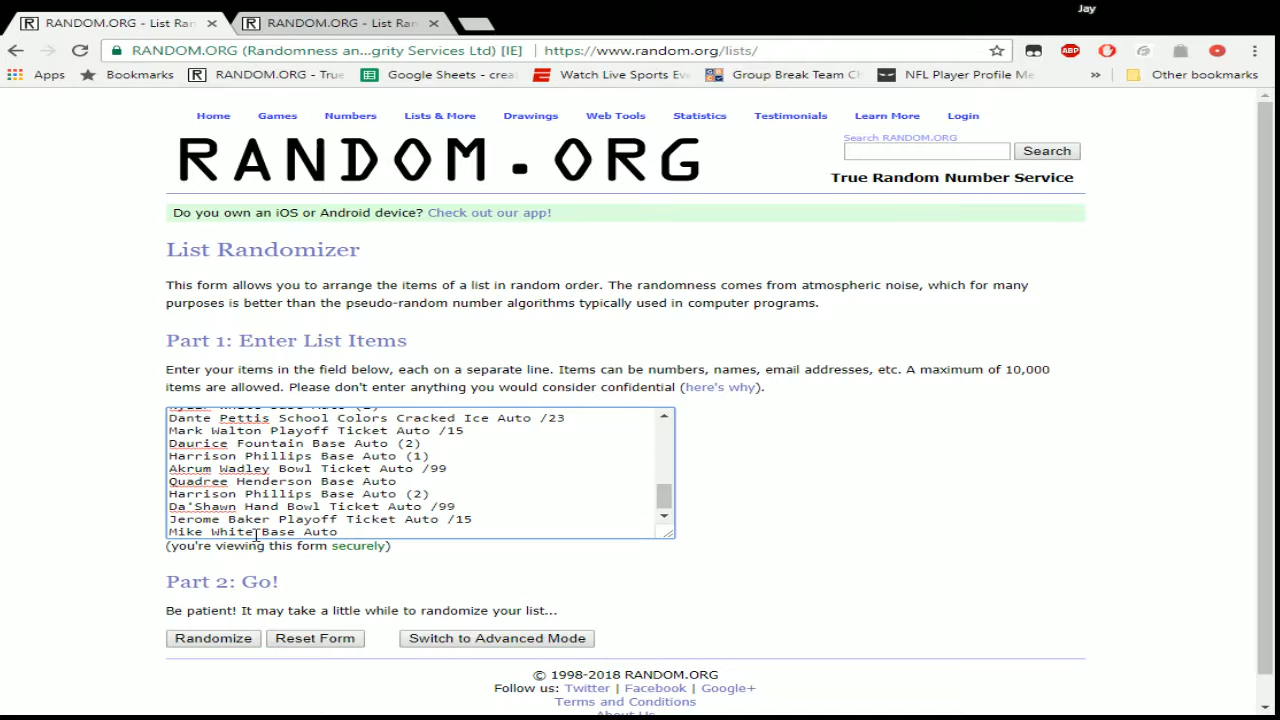 Jay
RANDOM.ORG - List Ran
RANDOM.ORG - List Ran
RANDOM.ORG (Randomness an...grity Services Ltd) [IE] https://www.random.org/lists/
ABP
Apps Bookmarks RANDOM.ORG - Tru Google Sheets - crea Watch Live Sports Ev Group Break Team Ch NFL Player Profile Me » Other bookmarks
Home Games Numbers Lists & More Drawings Web Tools Statistics Testimonials Learn More Login
RANDOM.ORG
Search RANDOM.ORG
Search
True Random Number Service
Do you own an iOS or Android device? Check out our app!
List Randomizer
This form allows you to arrange the items of a list in random order. The randomness comes from atmospheric noise, which for many
purposes is better than the pseudo-random number algorithms typically used in computer programs.
Part 1: Enter List Items
Enter your items in the field below, each on a separate line. Items can be numbers, names, email addresses, etc. A maximum of 10,000
items are allowed. Please don't enter anything you would consider confidential (here's why).
Dante Pettis School Colors Cracked Ice Auto /23
Mark Walton Playoff Ticket Auto /15
Daurice Fountain Base Auto (2)
Harrison Phillips Base Auto (1)
Akrum Wadley Bowl Ticket Auto /99
Quadree Henderson Base Auto
Harrison Phillips Base Auto (2)
Da'Shawn Hand Bowl Ticket Auto /99
Jerome Baker Playoff Ticket Auto /15
Mike White Base Auto
(you're viewing this form securely)
Part 2: Go!
Be patient! It may take a little while to randomize your list...
Randomize Reset Form Switch to Advanced Mode
© 1998-2018 RANDOM.ORG
Follow us: Twitter | Facebook | Google+
Terms and Conditions
About Us